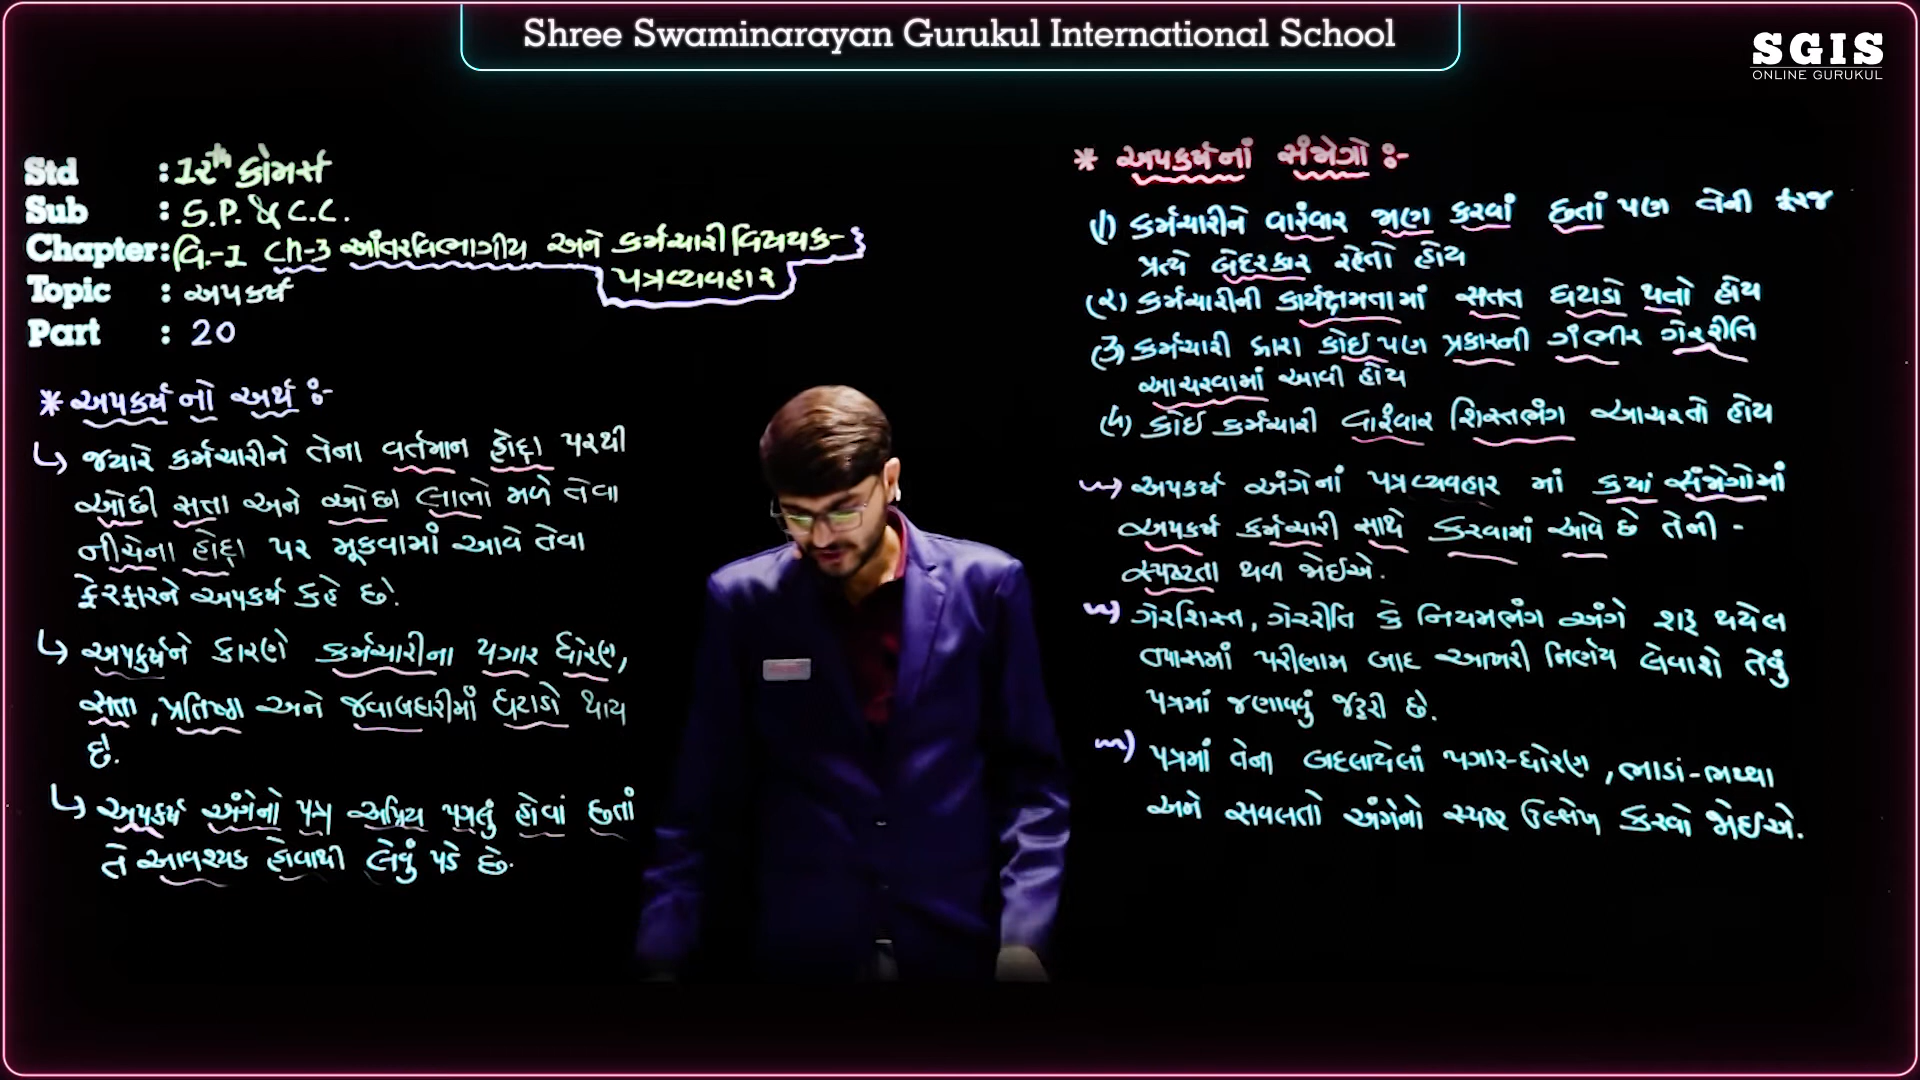 Shree Swaminarayan Gurukul International School
SGIS
ONLINE GURUKUL
Std : 12th કોમર્સ
Sub : S.P. & C.C.
Chapter: વિ.-1 Ch-3 આંતરવિભાગીય અને કર્મચારીવિષયક-
પત્રવ્યવહાર
Topic : અપકર્ષ
Part : 20
* અપકર્ષ નો અર્થ :-
↳ જ્યારે કર્મચારીને તેના વર્તમાન હોદ્દા પરથી
ઓછી સત્તા અને ઓછા લાભો મળે તેવા
નીચેના હોદ્દા પર મૂકવામાં આવે તેવા
ફેરફારને અપકર્ષ કહે છે.
↳ અપકર્ષને કારણે કર્મચારીના પગાર ધોરણ,
સત્તા, પ્રતિષ્ઠા અને જવાબદારીમાં ઘટાડો થાય
છે.
↳ અપકર્ષ અંગેનો પત્ર અપ્રિય પગલું હોવાં છતાં
તે આવશ્યક હોવાથી લેવું પડે છે.
* અપકર્ષનાં સંજોગો :-
(૧) કર્મચારીને વારંવાર જાણ કરવાં છતાં પણ તેની ફરજ
પ્રત્યે બેદરકાર રહેતો હોય
(૨) કર્મચારીની કાર્યક્ષમતામાં સતત ઘટાડો થતો હોય
(૩) કર્મચારી દ્વારા કોઈ પણ પ્રકારની ગંભીર ગેરરીતિ
આચરવામાં આવી હોય
(૪) કોઈ કર્મચારી વારંવાર શિસ્તભંગ આચરતો હોય
અપકર્ષ અંગેનાં પત્રવ્યવહાર માં કયાં સંજોગોમાં
અપકર્ષ કર્મચારી સાથે કરવામાં આવે છે તેની -
સ્પષ્ટતા થવી જોઈએ.
ગેરશિસ્ત, ગેરરીતિ કે નિયમભંગ અંગે શરૂ થયેલ
તપાસમાં પરીણામ બાદ આખરી નિર્ણય લેવાશે તેવું
પત્રમાં જણાવવું જરૂરી છે.
પત્રમાં તેના બદલાયેલાં પગાર-ધોરણ, ભાડાં-ભથ્થા
અને સવલતો અંગેનો સ્પષ્ટ ઉલ્લેખ કરવો જોઈએ.